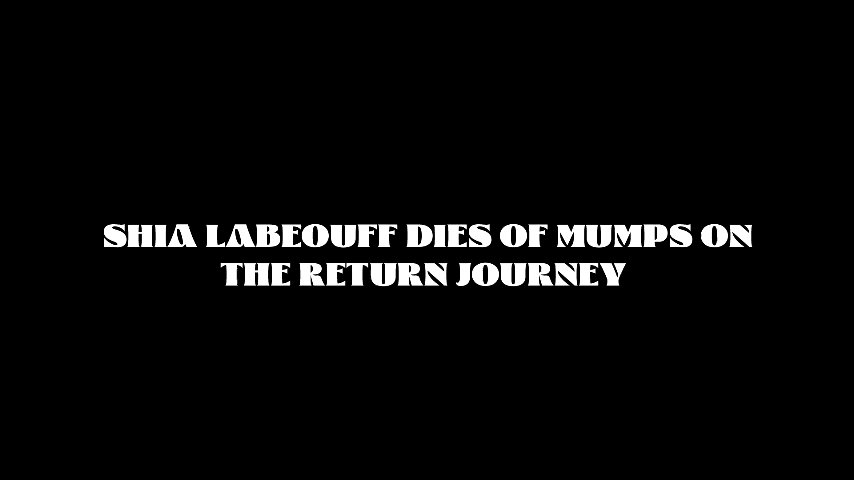 SHIA LABEOUFF DIES OF MUMPS ON
THE RETURN JOURNEY